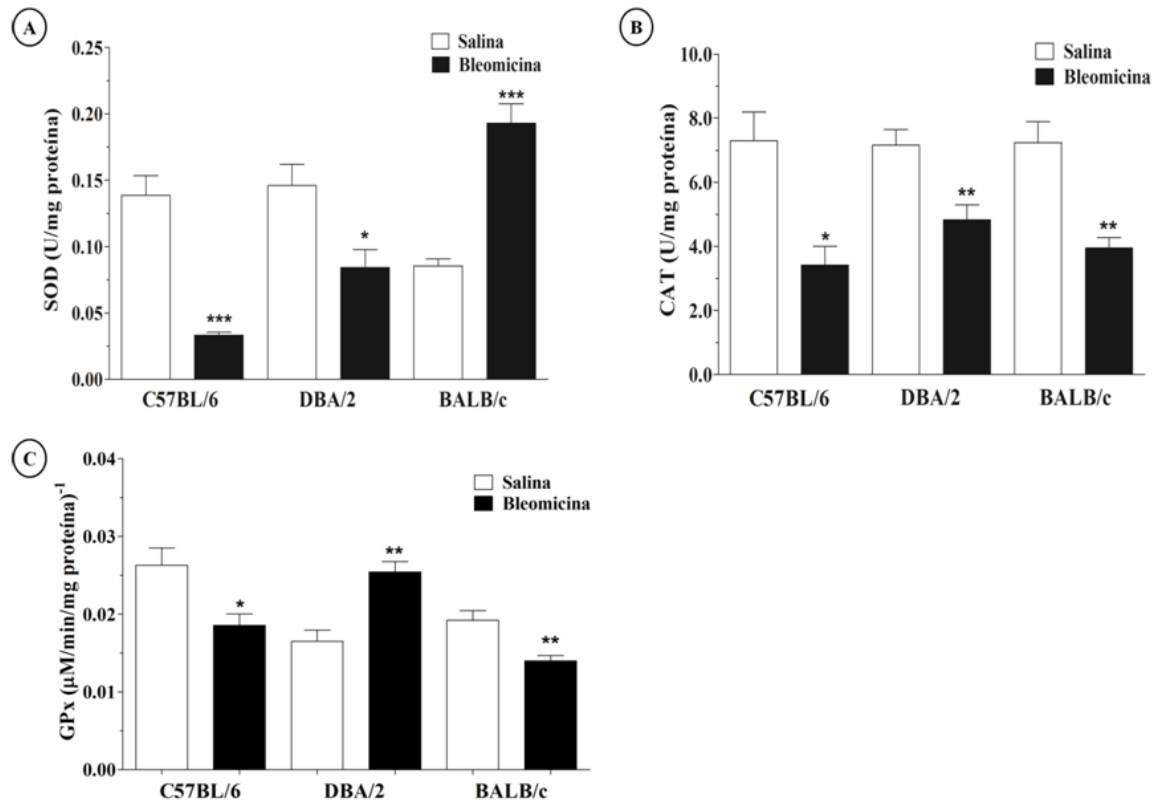 A
SOD (U/mg proteína)
0.25
0.20
0.15
0.10
0.05
0.00
Salina
Bleomicina
***
*
***
C57BL/6 DBA/2 BALB/c
B
CAT (U/mg proteína)
10.0
8.0
6.0
4.0
2.0
0.0
Salina
Bleomicina
*
**
**
C57BL/6 DBA/2 BALB/c
C
GPx (µM/min/mg proteína)⁻¹
0.04
0.03
0.02
0.01
0.00
Salina
Bleomicina
*
**
**
C57BL/6 DBA/2 BALB/c